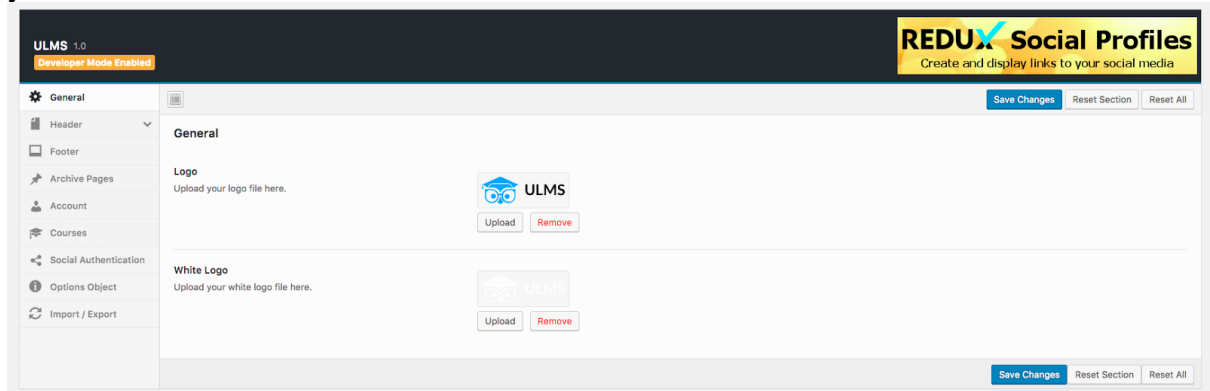 ULMS 1.0
Developer Mode Enabled
REDUX Social Profiles
Create and display links to your social media
General
Header
Footer
Archive Pages
Account
Courses
Social Authentication
Options Object
Import / Export
Save Changes Reset Section Reset All
General
Logo
Upload your logo file here.
ULMS
Upload Remove
White Logo
Upload your white logo file here.
ULMS
Upload Remove
Save Changes Reset Section Reset All